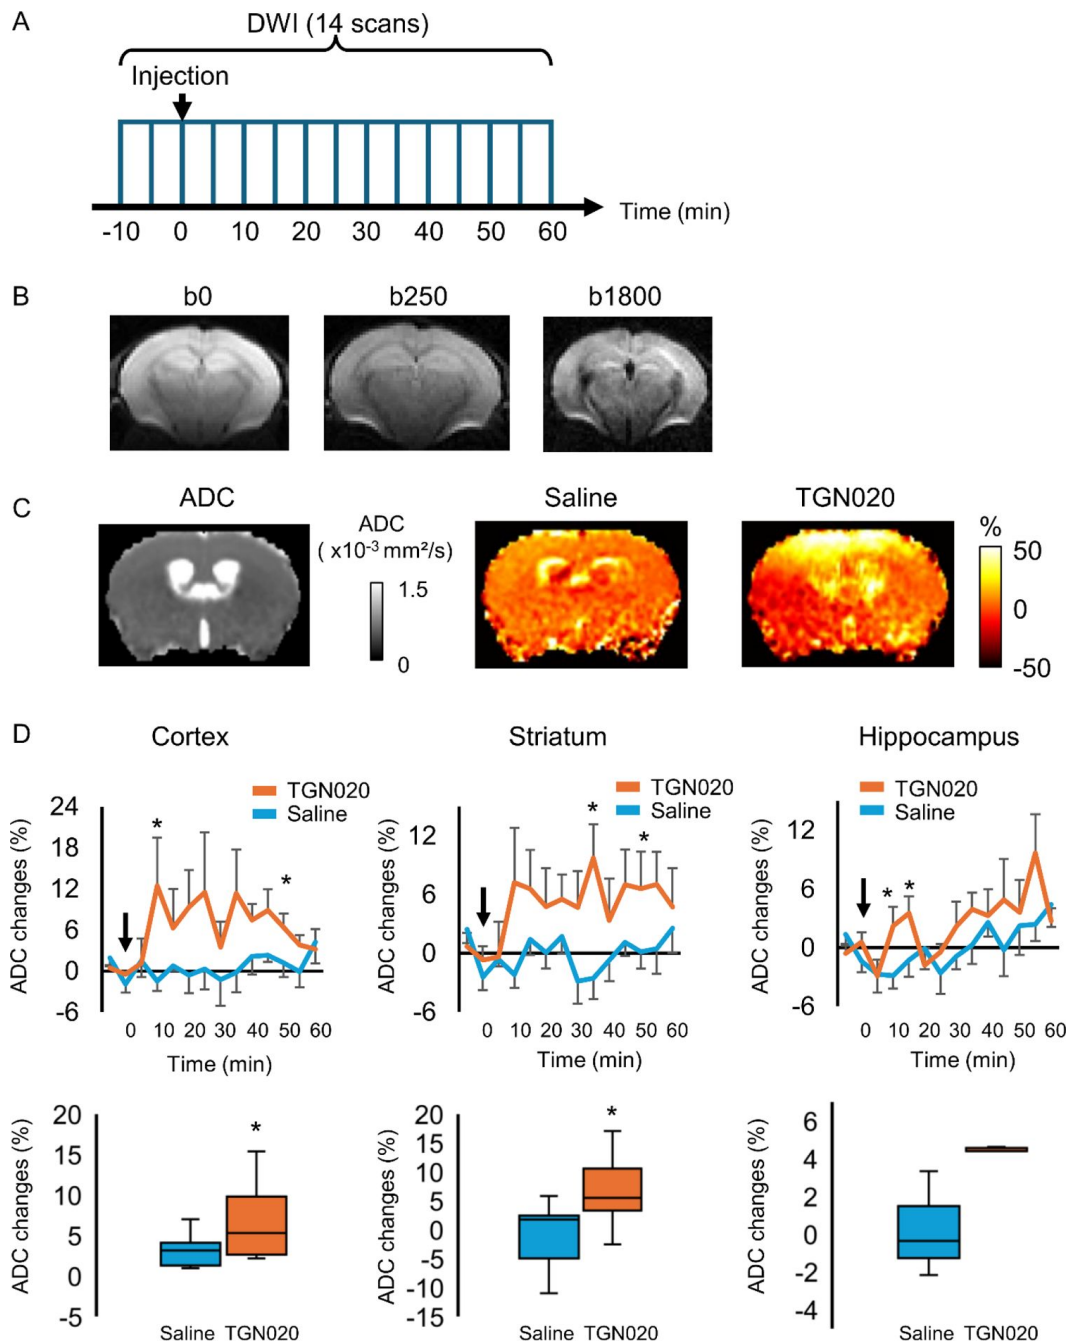 A
DWI (14 scans)
Injection
Time (min)
-10 0 10 20 30 40 50 60
B
b0 b250 b1800
C
ADC
ADC
( x10-3 mm²/s)
1.5
0
Saline
TGN020
%
50
0
-50
D
Cortex
TGN020
Saline
ADC changes (%)
24
18
12
6
0
-6
*
*
0 10 20 30 40 50 60
Time (min)
Striatum
TGN020
Saline
ADC changes (%)
12
6
0
-6
*
*
0 10 20 30 40 50 60
Time (min)
Hippocampus
TGN020
Saline
ADC changes (%)
12
6
0
-6
* *
0 10 20 30 40 50 60
Time (min)
ADC changes (%)
20
15
10
5
0
-5
*
Saline TGN020
ADC changes (%)
20
15
10
5
0
-5
-10
-15
*
Saline TGN020
ADC changes (%)
6
4
2
0
-2
-4
Saline TGN020